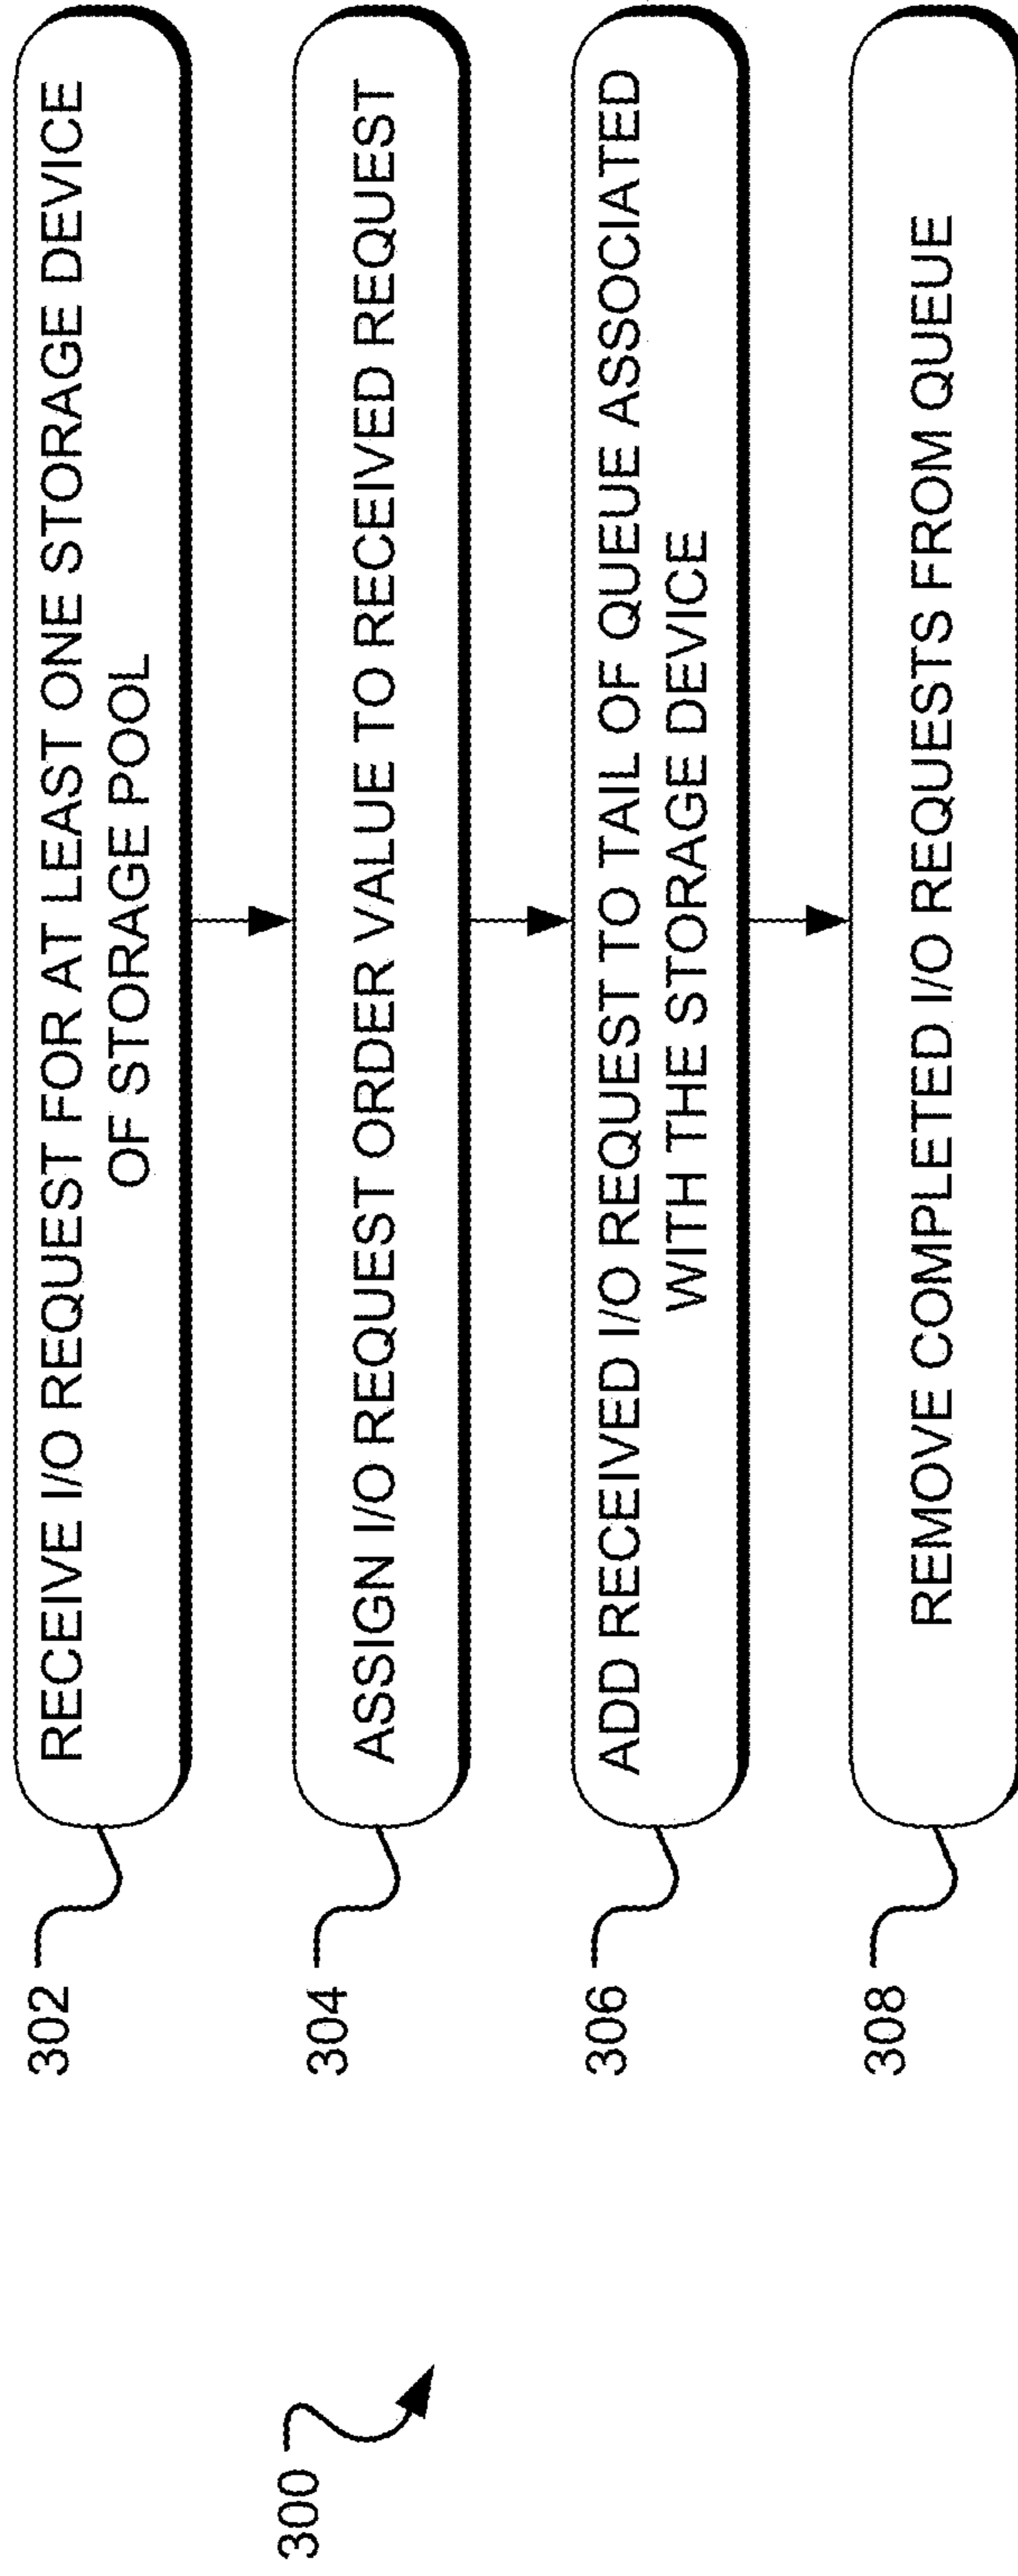 300
302
RECEIVE I/O REQUEST FOR AT LEAST ONE STORAGE DEVICE
OF STORAGE POOL
304
ASSIGN I/O REQUEST ORDER VALUE TO RECEIVED REQUEST
306
ADD RECEIVED I/O REQUEST TO TAIL OF QUEUE ASSOCIATED
WITH THE STORAGE DEVICE
308
REMOVE COMPLETED I/O REQUESTS FROM QUEUE